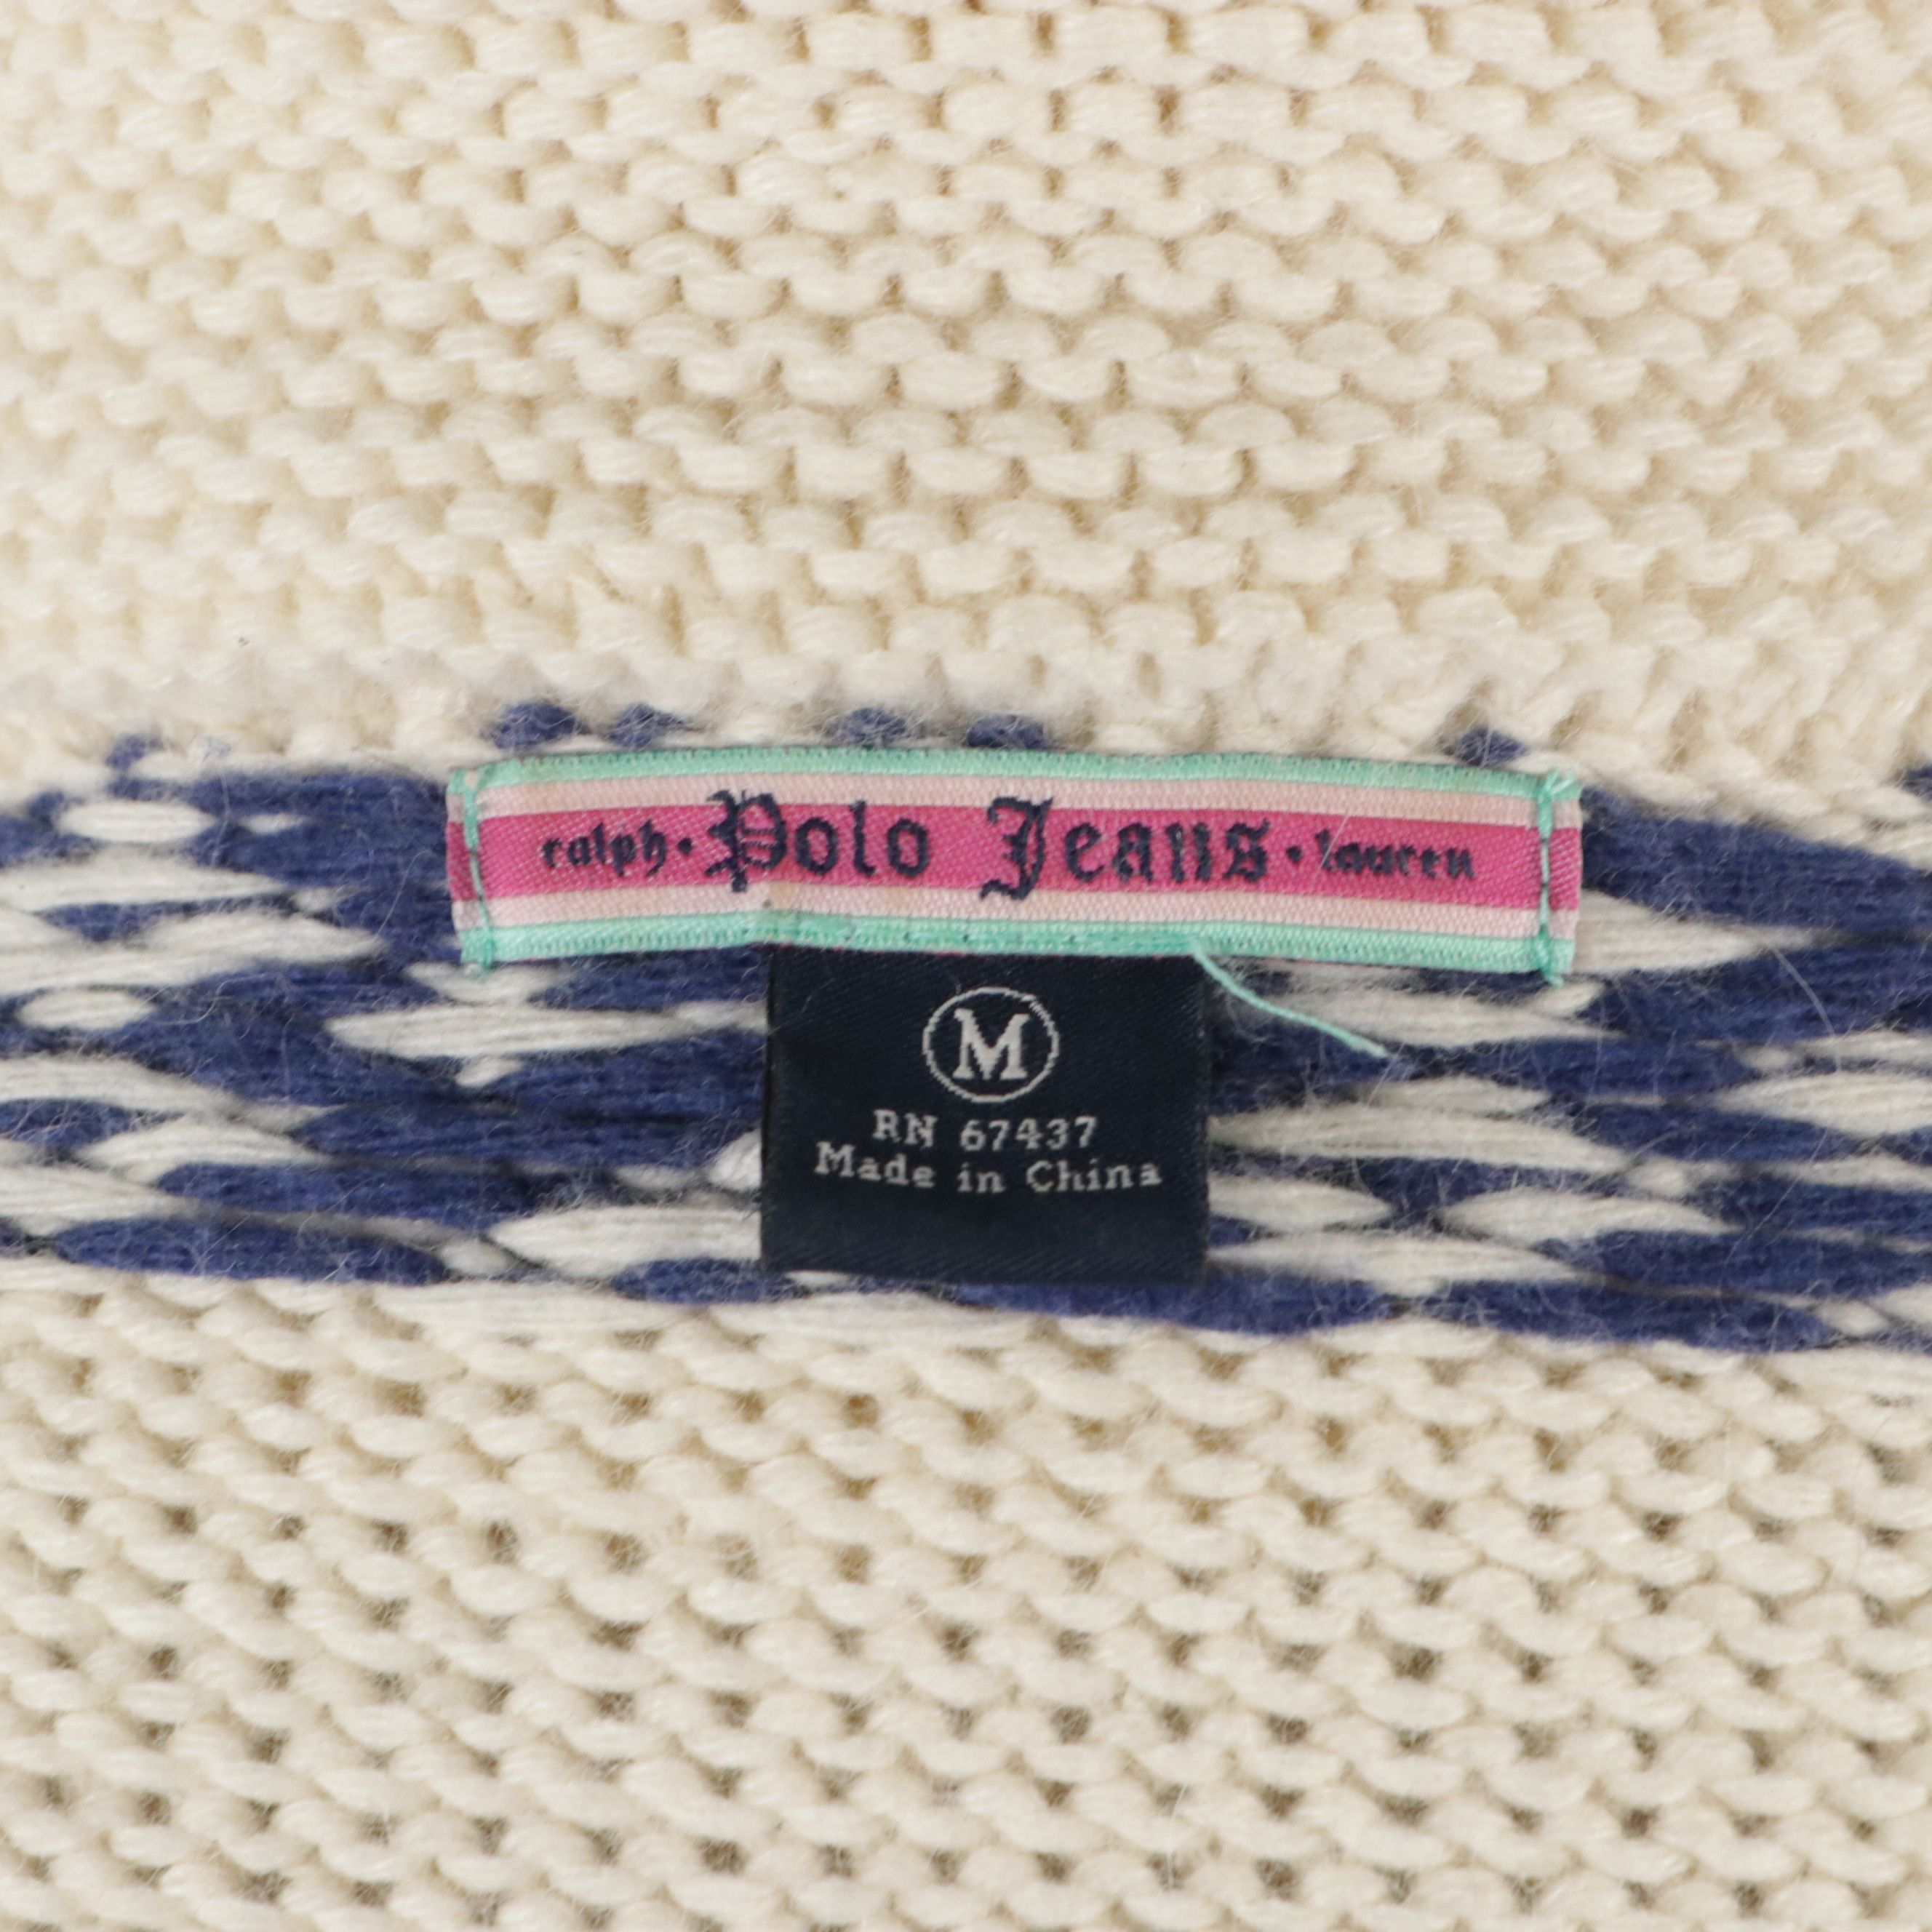 ralph · Polo Jeans · lauren
M
RN 67437
Made in China